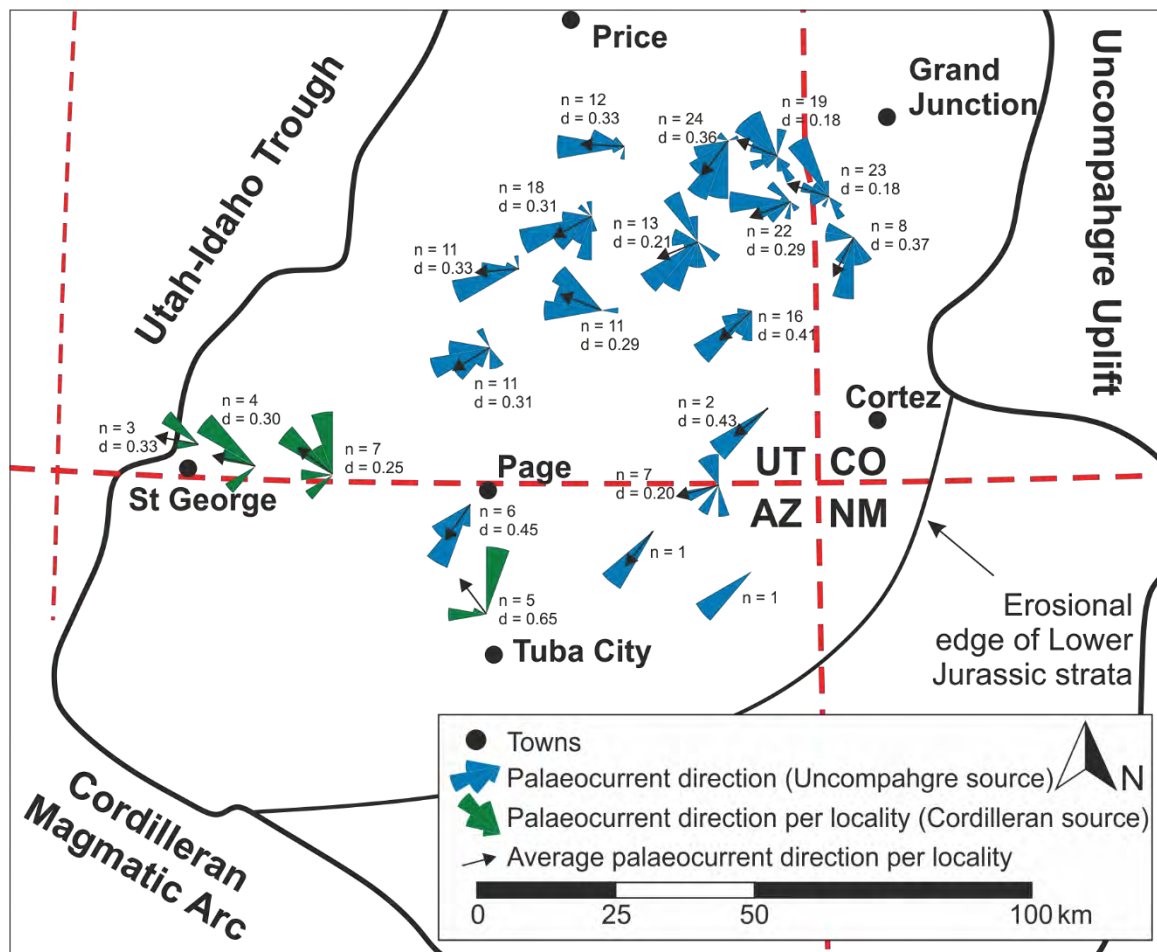 Price
Grand
Junction
Uncompahgre Uplift
Utah-Idaho Trough
n = 12
d = 0.33
n = 24
d = 0.36
n = 19
d = 0.18
n = 23
d = 0.18
n = 18
d = 0.31
n = 13
d = 0.21
n = 22
d = 0.29
n = 8
d = 0.37
n = 11
d = 0.33
n = 11
d = 0.29
n = 16
d = 0.41
n = 11
d = 0.31
n = 2
d = 0.43
Cortez
n = 3
d = 0.33
n = 4
d = 0.30
n = 7
d = 0.25
St George
Page
n = 7
d = 0.20
UT CO
AZ NM
n = 6
d = 0.45
n = 1
n = 1
n = 5
d = 0.65
Tuba City
Erosional
edge of Lower
Jurassic strata
Cordilleran
Magmatic Arc
Towns
Palaeocurrent direction (Uncompahgre source)
Palaeocurrent direction per locality (Cordilleran source)
Average palaeocurrent direction per locality
N
0 25 50 100 km